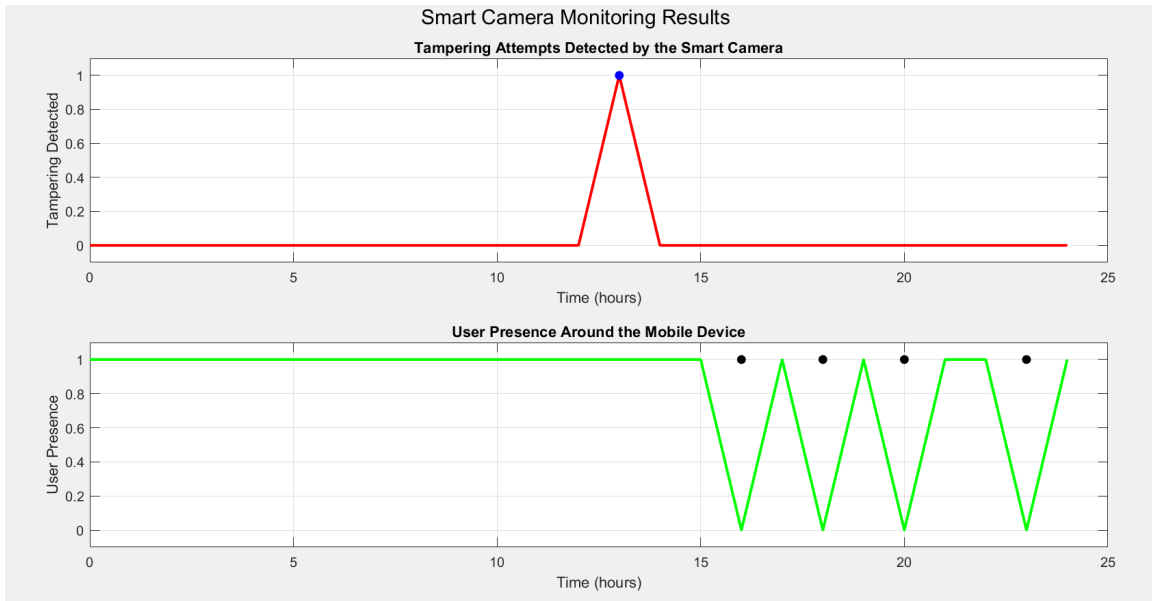 Smart Camera Monitoring Results
Tampering Attempts Detected by the Smart Camera
Tampering Detected
1
0.8
0.6
0.4
0.2
0
0 5 10 15 20 25
Time (hours)
User Presence Around the Mobile Device
User Presence
1
0.8
0.6
0.4
0.2
0
0 5 10 15 20 25
Time (hours)